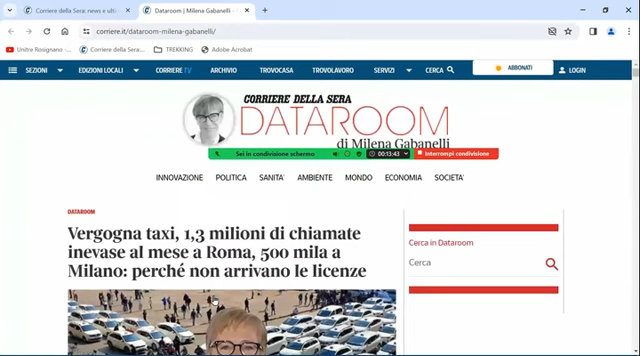 Corriere della Sera: news e ulti
Dataroom | Milena Gabanelli -
corriere.it/dataroom-milena-gabanelli/
Unitre Rosignano -...
Corriere della Sera...
TREKKING
Adobe Acrobat
SEZIONI
EDIZIONI LOCALI
CORRIERE TV
ARCHIVIO
TROVOCASA
TROVOLAVORO
SERVIZI
CERCA
ABBONATI
LOGIN
CORRIERE DELLA SERA
DATAROOM
di Milena Gabanelli
Sei in condivisione schermo
00:13:43
Interrompi condivisione
INNOVAZIONE POLITICA SANITA' AMBIENTE MONDO ECONOMIA SOCIETA'
DATAROOM
Vergogna taxi, 1,3 milioni di chiamate
inevase al mese a Roma, 500 mila a
Milano: perché non arrivano le licenze
Cerca in Dataroom
Cerca